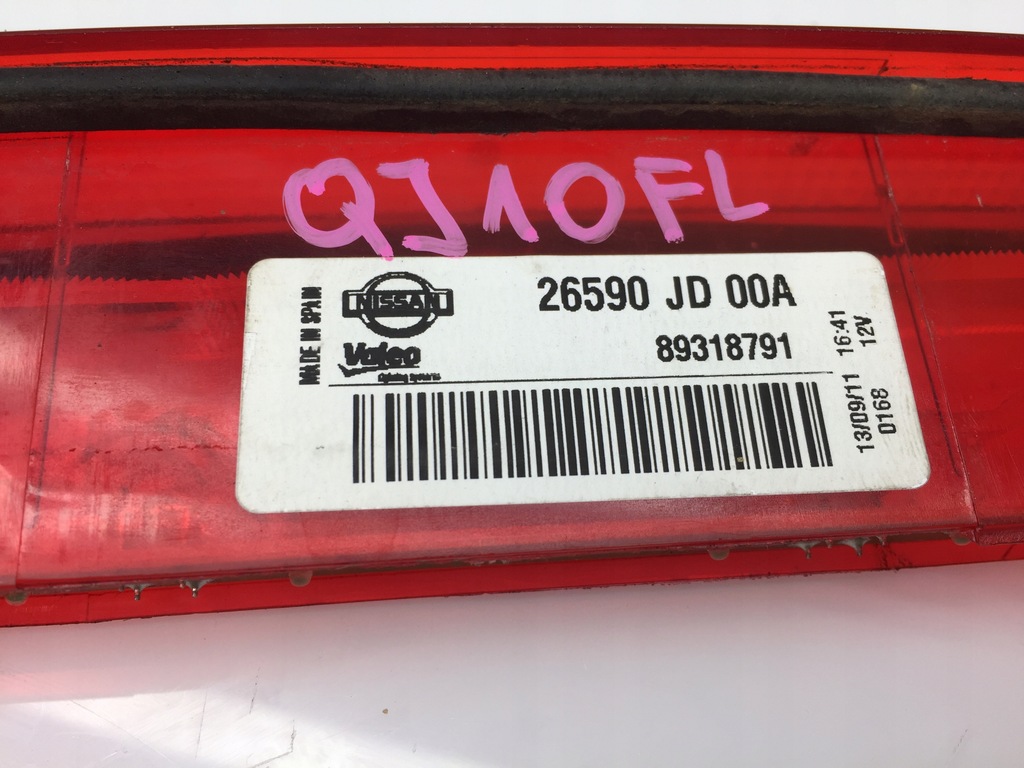 QJ10FL
MADE IN SPAIN
NISSAN
26590 JD 00A
Valeo
89318791
13/09/11 16:41
0168 12V